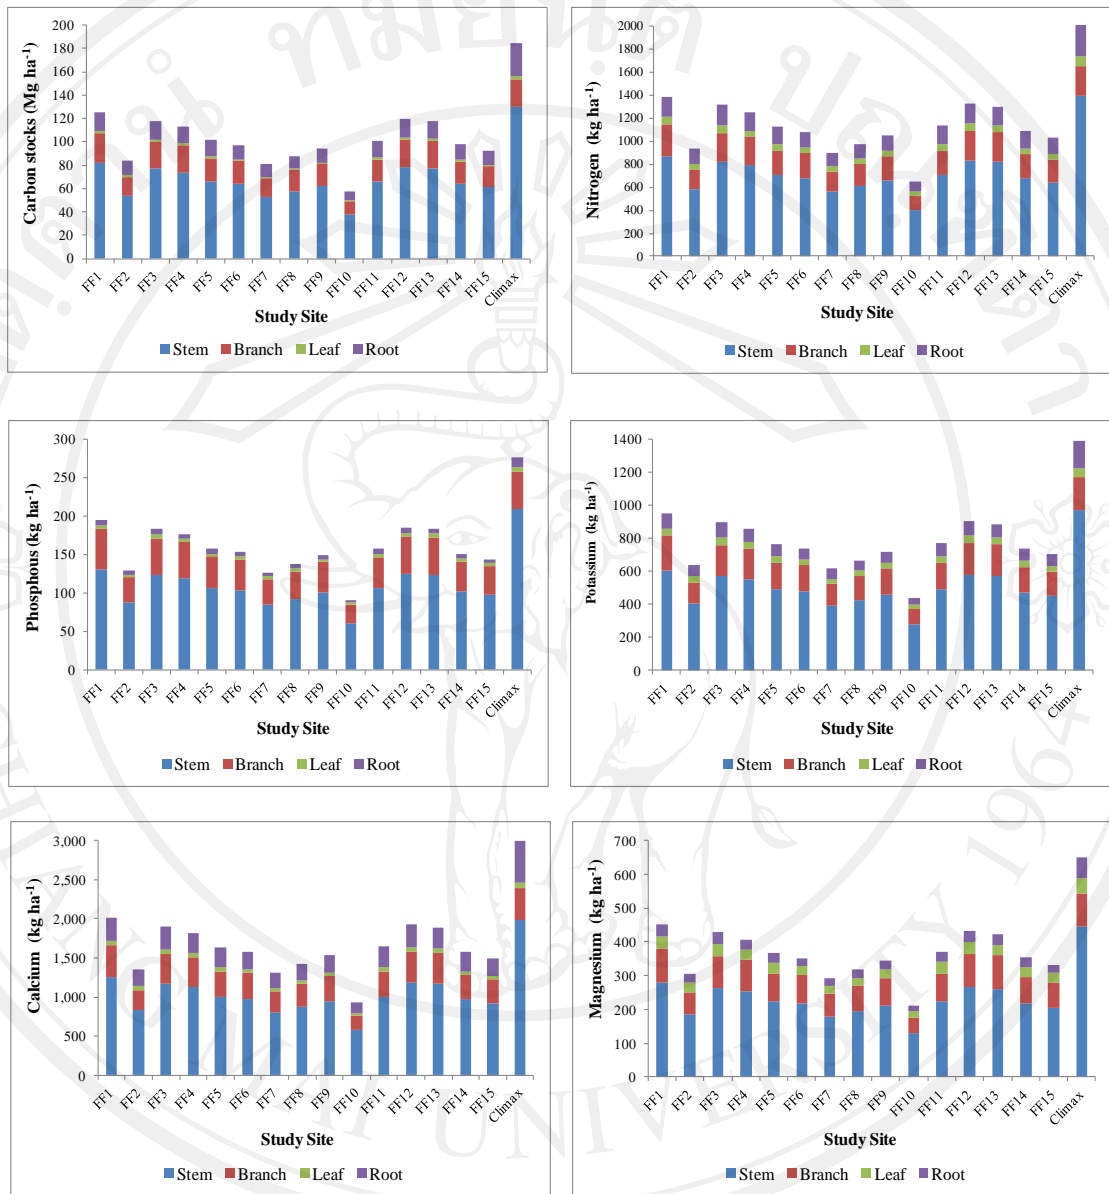 Carbon stocks (Mg ha⁻¹)
200
180
160
140
120
100
80
60
40
20
0
FF1 FF2 FF3 FF4 FF5 FF6 FF7 FF8 FF9 FF10 FF11 FF12 FF13 FF14 FF15 Climax
Study Site
Stem Branch Leaf Root
Nitrogen (kg ha⁻¹)
2000
1800
1600
1400
1200
1000
800
600
400
200
0
FF1 FF2 FF3 FF4 FF5 FF6 FF7 FF8 FF9 FF10 FF11 FF12 FF13 FF14 FF15 Climax
Study Site
Stem Branch Leaf Root
Phosphous (kg ha⁻¹)
300
250
200
150
100
50
0
FF1 FF2 FF3 FF4 FF5 FF6 FF7 FF8 FF9 FF10 FF11 FF12 FF13 FF14 FF15 Climax
Study Site
Stem Branch Leaf Root
Potassium (kg ha⁻¹)
1400
1200
1000
800
600
400
200
0
FF1 FF2 FF3 FF4 FF5 FF6 FF7 FF8 FF9 FF10 FF11 FF12 FF13 FF14 FF15 Climax
Study Site
Stem Branch Leaf Root
Calcium (kg ha⁻¹)
3,000
2,500
2,000
1,500
1,000
500
0
FF1 FF2 FF3 FF4 FF5 FF6 FF7 FF8 FF9 FF10 FF11 FF12 FF13 FF14 FF15 Climax
Study Site
Stem Branch Leaf Root
Magnesium (kg ha⁻¹)
700
600
500
400
300
200
100
0
FF1 FF2 FF3 FF4 FF5 FF6 FF7 FF8 FF9 FF10 FF11 FF12 FF13 FF14 FF15 Climax
Study Site
Stem Branch Leaf Root
CHIANG MAI UNIVERSITY 1964